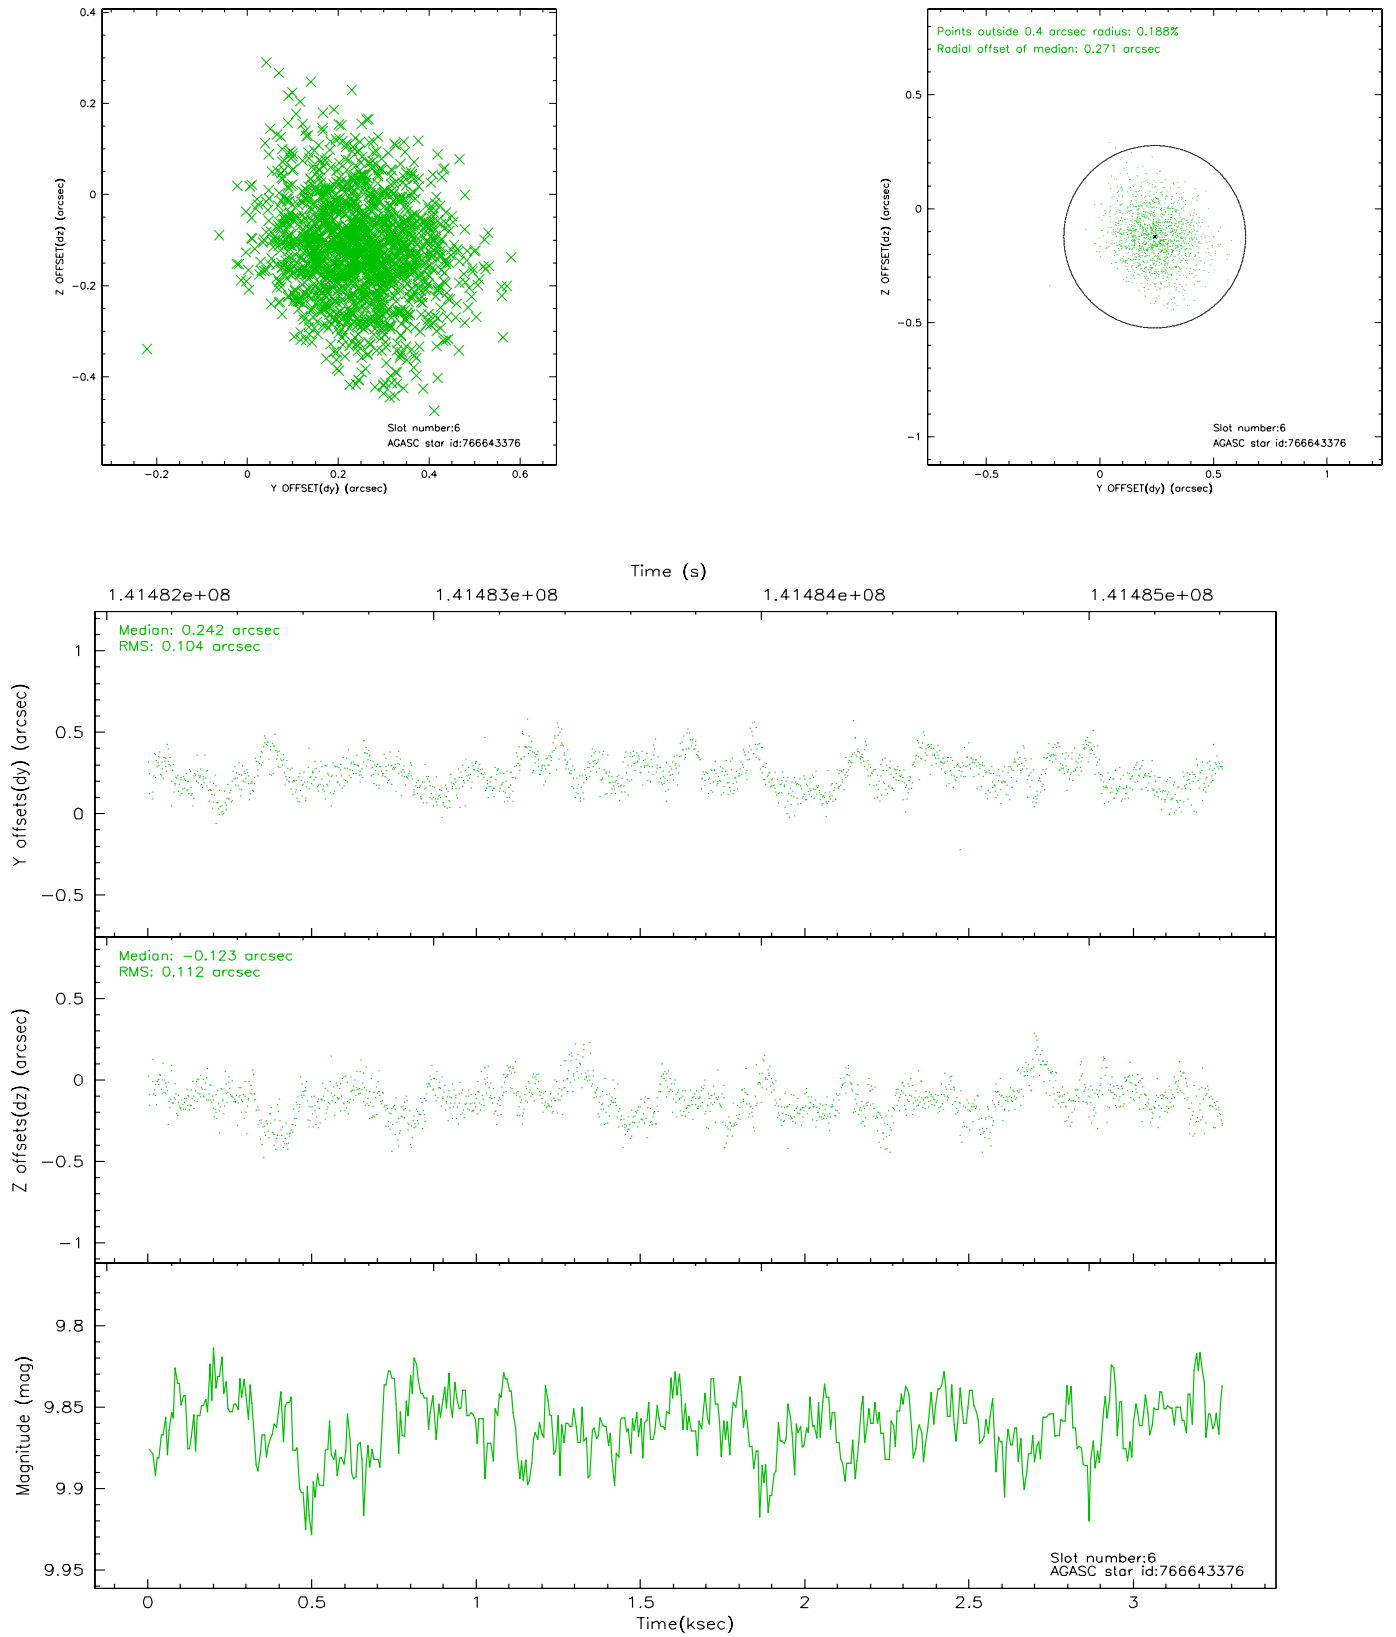 0.4
0.2
0
−0.2
−0.4
Z OFFSET(dz) (arcsec)
Slot number:6
AGASC star id:766643376
−0.2
0
0.2
0.4
0.6
Y OFFSET(dy) (arcsec)
Points outside 0.4 arcsec radius: 0.188%
Radial offset of median: 0.271 arcsec
0.5
0
−0.5
−1
Z OFFSET(dz) (arcsec)
Slot number:6
AGASC star id:766643376
−0.5
0
0.5
1
Y OFFSET(dy) (arcsec)
Time (s)
1.41482e+08
1.41483e+08
1.41484e+08
1.41485e+08
Median: 0.242 arcsec
RMS: 0.104 arcsec
1
0.5
0
−0.5
Y offsets(dy) (arcsec)
Median: −0.123 arcsec
RMS: 0.112 arcsec
0.5
0
−0.5
−1
Z offsets(dz) (arcsec)
9.8
9.85
9.9
9.95
Magnitude (mag)
Slot number:6
AGASC star id:766643376
0
0.5
1
1.5
2
2.5
3
Time(ksec)